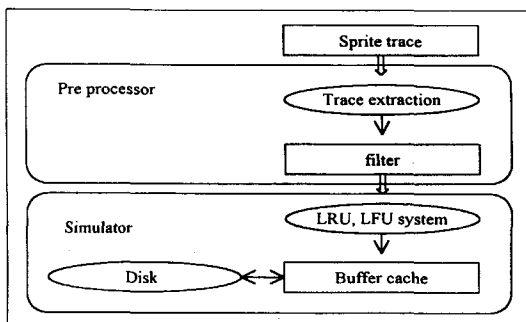 Sprite trace
Pre processor
Trace extraction
filter
LRU, LFU system
Simulator
Disk
Buffer cache